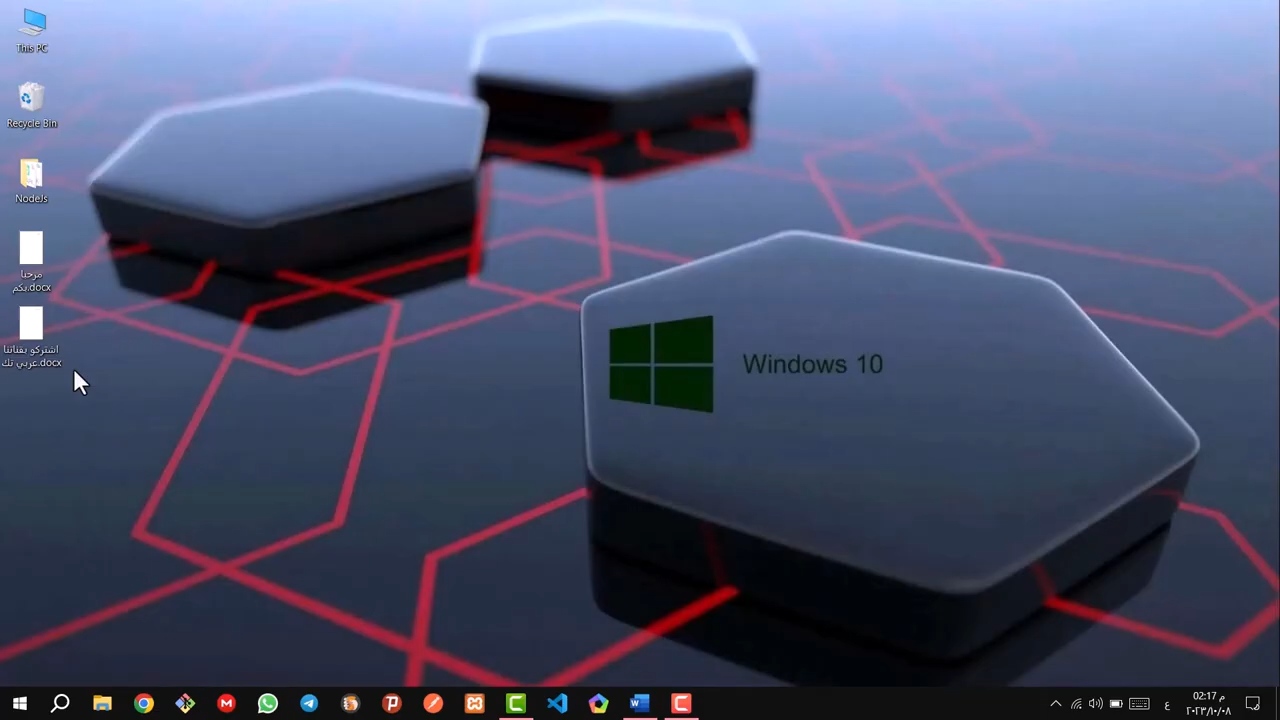 This PC
Recycle Bin
NodeJs
مرحبا
بكم.docx
اشتركو بقناتنا
عربي تك.docx
Windows 10
ع
02:17 م
٢٠٢٣/١٠/٠٨